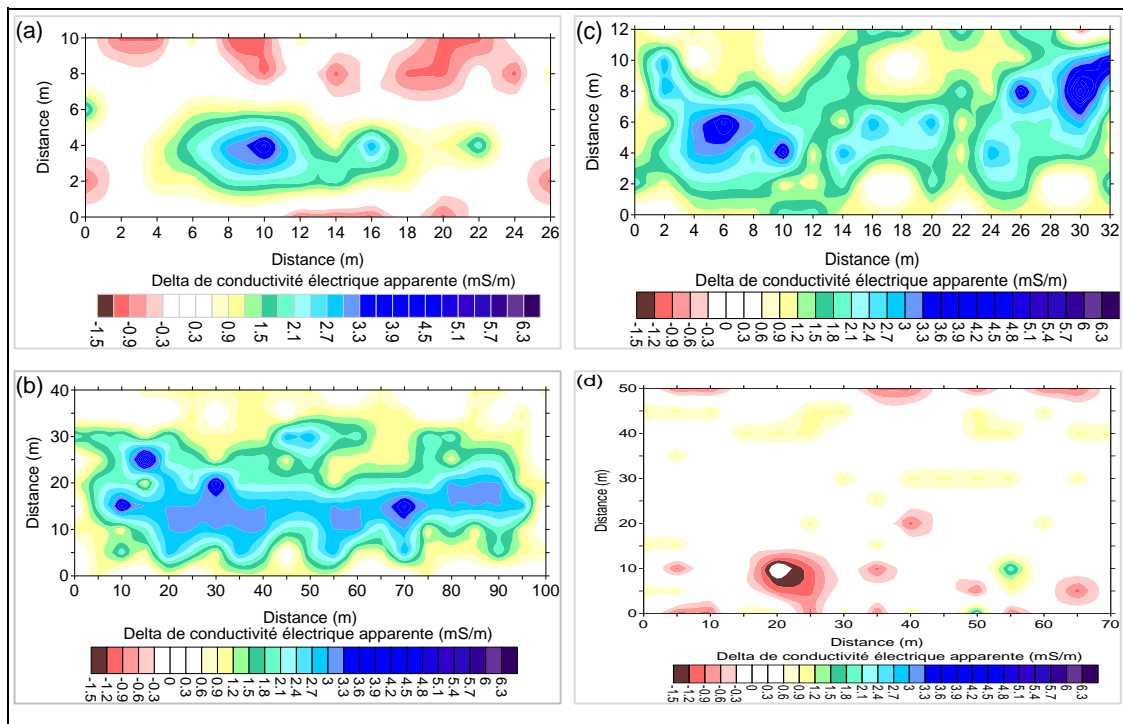 (a)
10
8
6
4
2
0
Distance (m)
0 2 4 6 8 10 12 14 16 18 20 22 24 26
Distance (m)
Delta de conductivité électrique apparente (mS/m)
-1.5 -0.9 -0.3 0.3 0.9 1.5 2.1 2.7 3.3 3.9 4.5 5.1 5.7 6.3
(c)
12
10
8
6
4
2
0
Distance (m)
0 2 4 6 8 10 12 14 16 18 20 22 24 26 28 30 32
Distance (m)
Delta de conductivité électrique apparente (mS/m)
-1.5 -1.2 -0.9 -0.6 -0.3 0 0.3 0.6 0.9 1.2 1.5 1.8 2.1 2.4 2.7 3 3.3 3.6 3.9 4.2 4.5 4.8 5.1 5.4 5.7 6 6.3
(b)
40
30
20
10
0
Distance (m)
0 10 20 30 40 50 60 70 80 90 100
Distance (m)
Delta de conductivité électrique apparente (mS/m)
-1.5 -1.2 -0.9 -0.6 -0.3 0 0.3 0.6 0.9 1.2 1.5 1.8 2.1 2.4 2.7 3 3.3 3.6 3.9 4.2 4.5 4.8 5.1 5.4 5.7 6 6.3
(d)
50
40
30
20
10
0
Distance (m)
0 10 20 30 40 50 60 70
Distance (m)
Delta de conductivité électrique apparente (mS/m)
-1.5 -1.2 -0.9 -0.6 -0.3 0 0.3 0.6 0.9 1.2 1.5 1.8 2.1 2.4 2.7 3 3.3 3.6 3.9 4.2 4.5 4.8 5.1 5.4 5.7 6 6.3